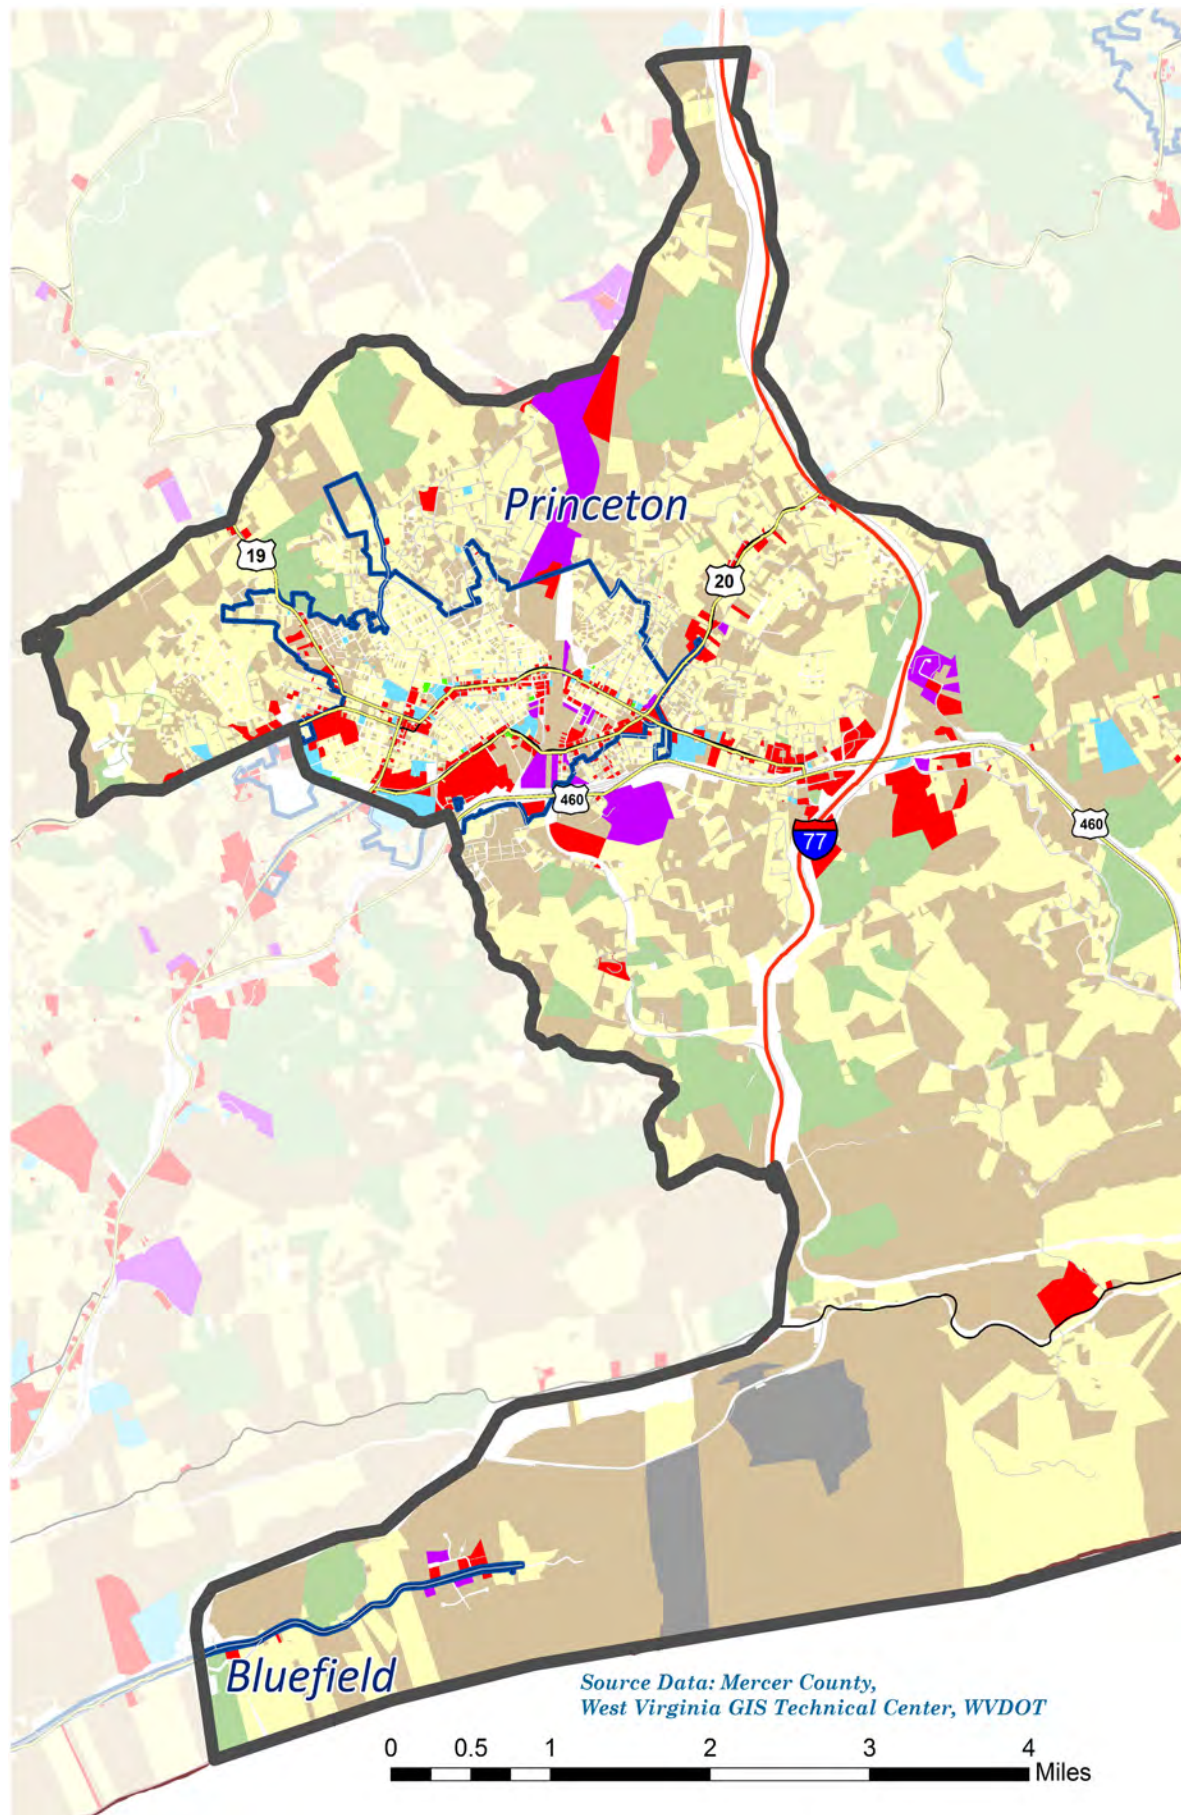 Princeton
19
20
460
460
77
Bluefield
Source Data: Mercer County,
West Virginia GIS Technical Center, WVDOT
0 0.5 1 2 3 4
Miles